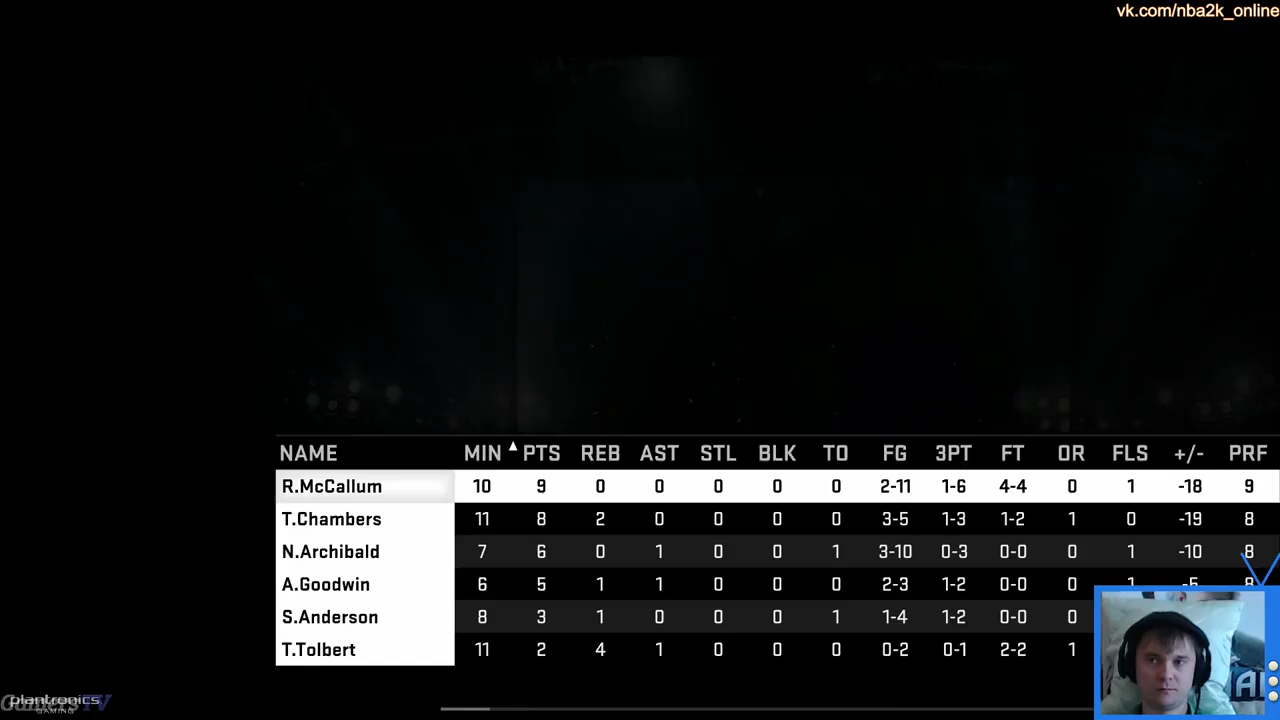 vk.com/nba2k_online
NAME MIN PTS REB AST STL BLK TO FG 3PT FT OR FLS +/- PRF
R.McCallum 10 9 0 0 0 0 0 2-11 1-6 4-4 0 1 -18 9
T.Chambers 11 8 2 0 0 0 0 3-5 1-3 1-2 1 0 -19 8
N.Archibald 7 6 0 1 0 0 1 3-10 0-3 0-0 0 1 -10 8
A.Goodwin 6 5 1 1 0 0 0 2-3 1-2 0-0 0 1 -5 8
S.Anderson 8 3 1 0 0 0 1 1-4 1-2 0-0 0
T.Tolbert 11 2 4 1 0 0 0 0-2 0-1 2-2 1
plantronics
GAMING
GamersTV